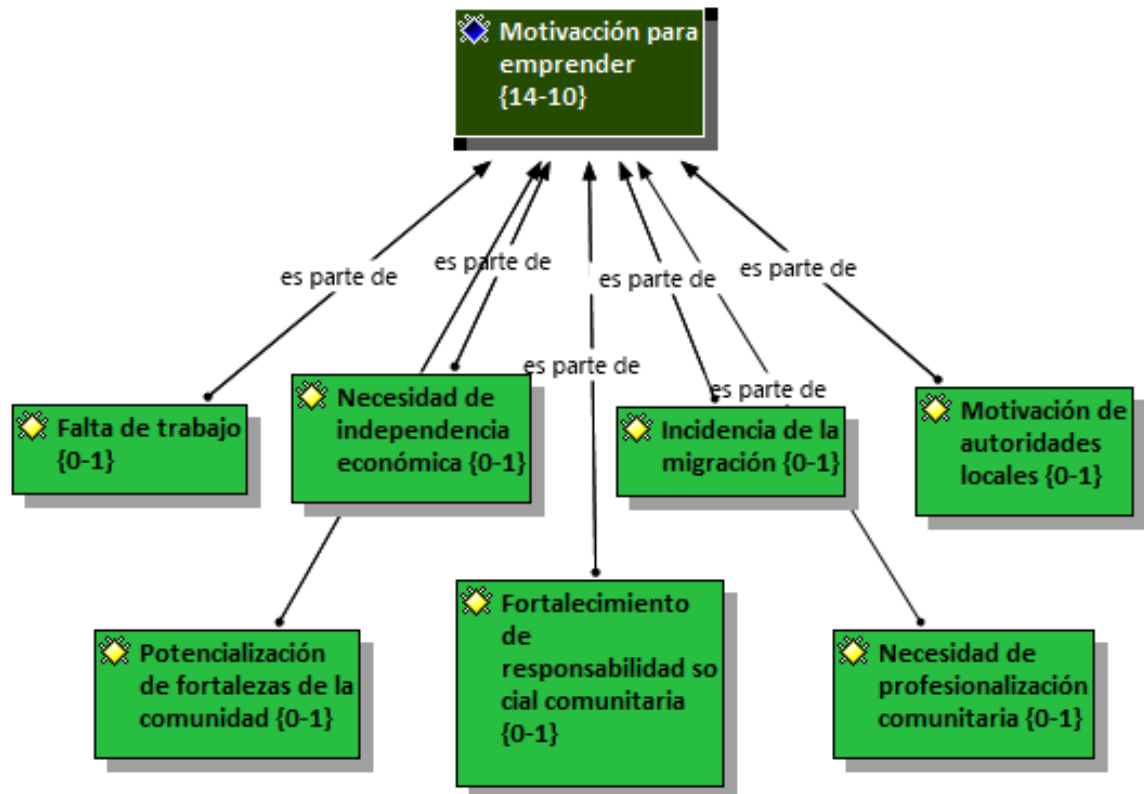 Motivacción para
emprender
{14-10}
es parte de
es parte de
es parte de
es parte de
es parte de
es parte de
Falta de trabajo
{0-1}
Necesidad de
independencia
económica {0-1}
Incidencia de la
migración {0-1}
Motivación de
autoridades
locales {0-1}
Potencialización
de fortalezas de la
comunidad {0-1}
Fortalecimiento
de
responsabilidad so
cial comunitaria
{0-1}
Necesidad de
profesionalización
comunitaria {0-1}